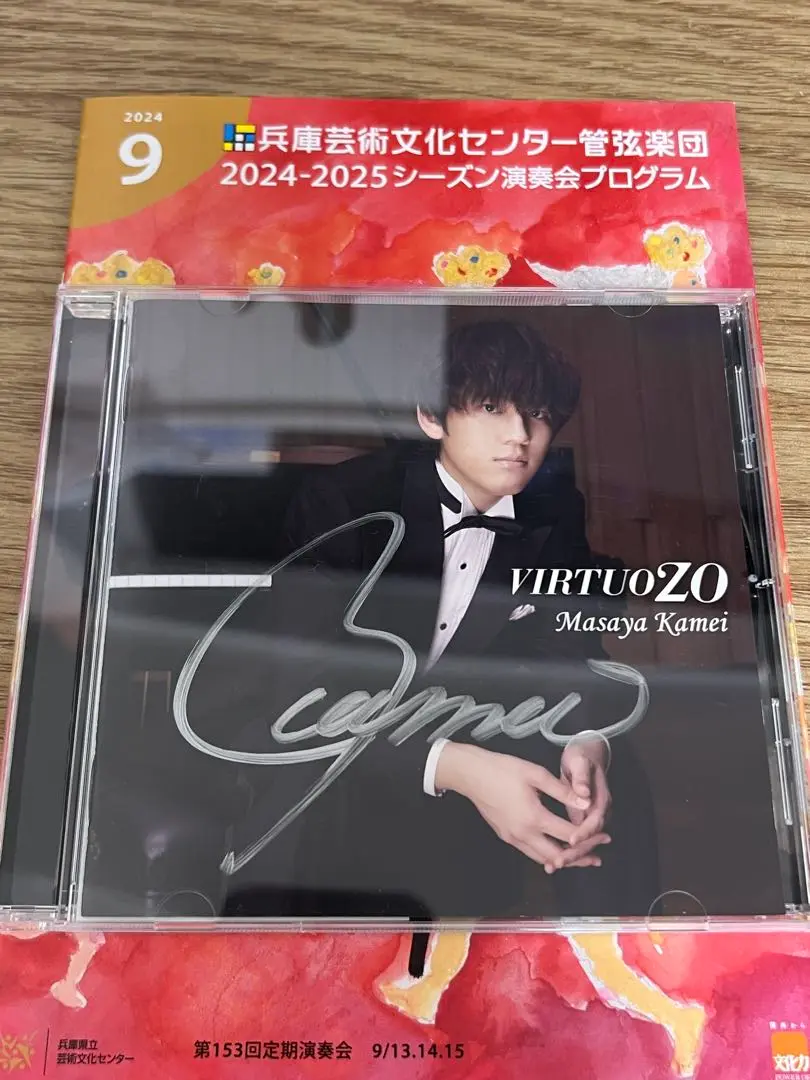 2024
9
兵庫芸術文化センター管弦楽団
2024-2025シーズン演奏会プログラム
VIRTUOZO
Masaya Kamei
Kamei
兵庫県立
芸術文化センター
第153回定期演奏会 9/13.14.15
文化力